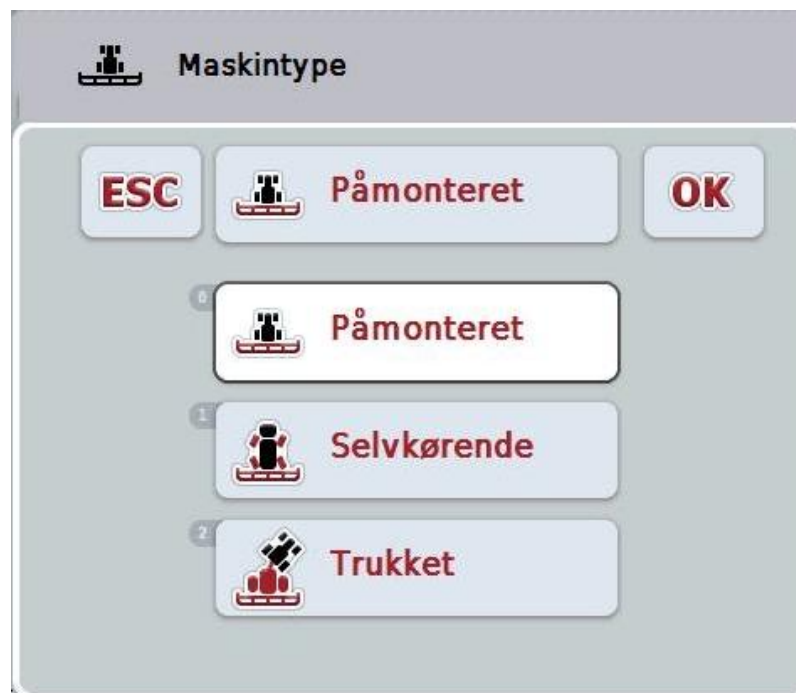 Maskintype
ESC Påmonteret OK
0
Påmonteret
1
Selvkørende
2
Trukket